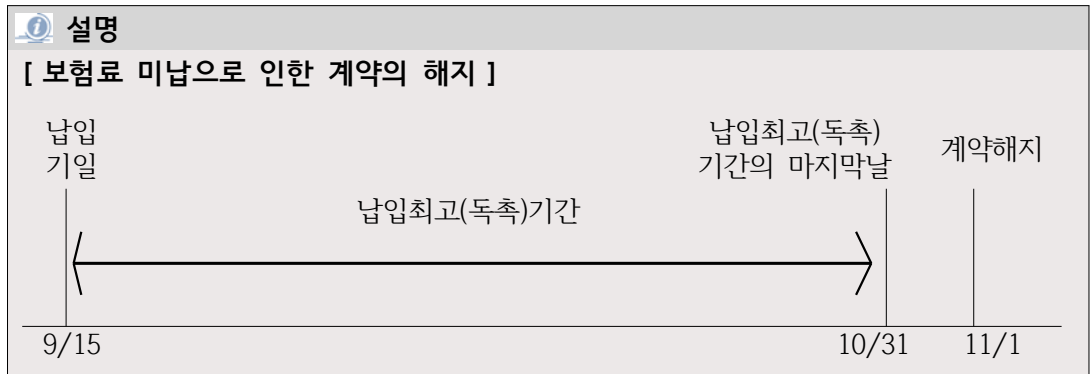 설명
[ 보험료 미납으로 인한 계약의 해지 ]
납입
기일
납입최고(독촉)
기간의 마지막날
계약해지
납입최고(독촉)기간
9/15
10/31
11/1